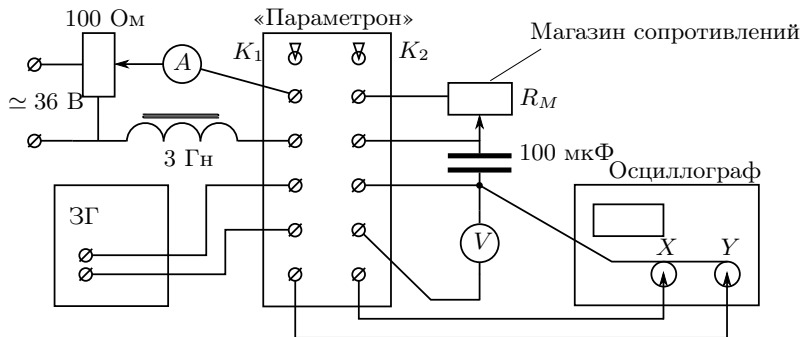 «Параметрон»
100 Ом
K₁
K₂
Магазин сопротивлений
A
R_M
≃ 36 В
3 Гн
100 мкФ
Осциллограф
ЗГ
V
X
Y